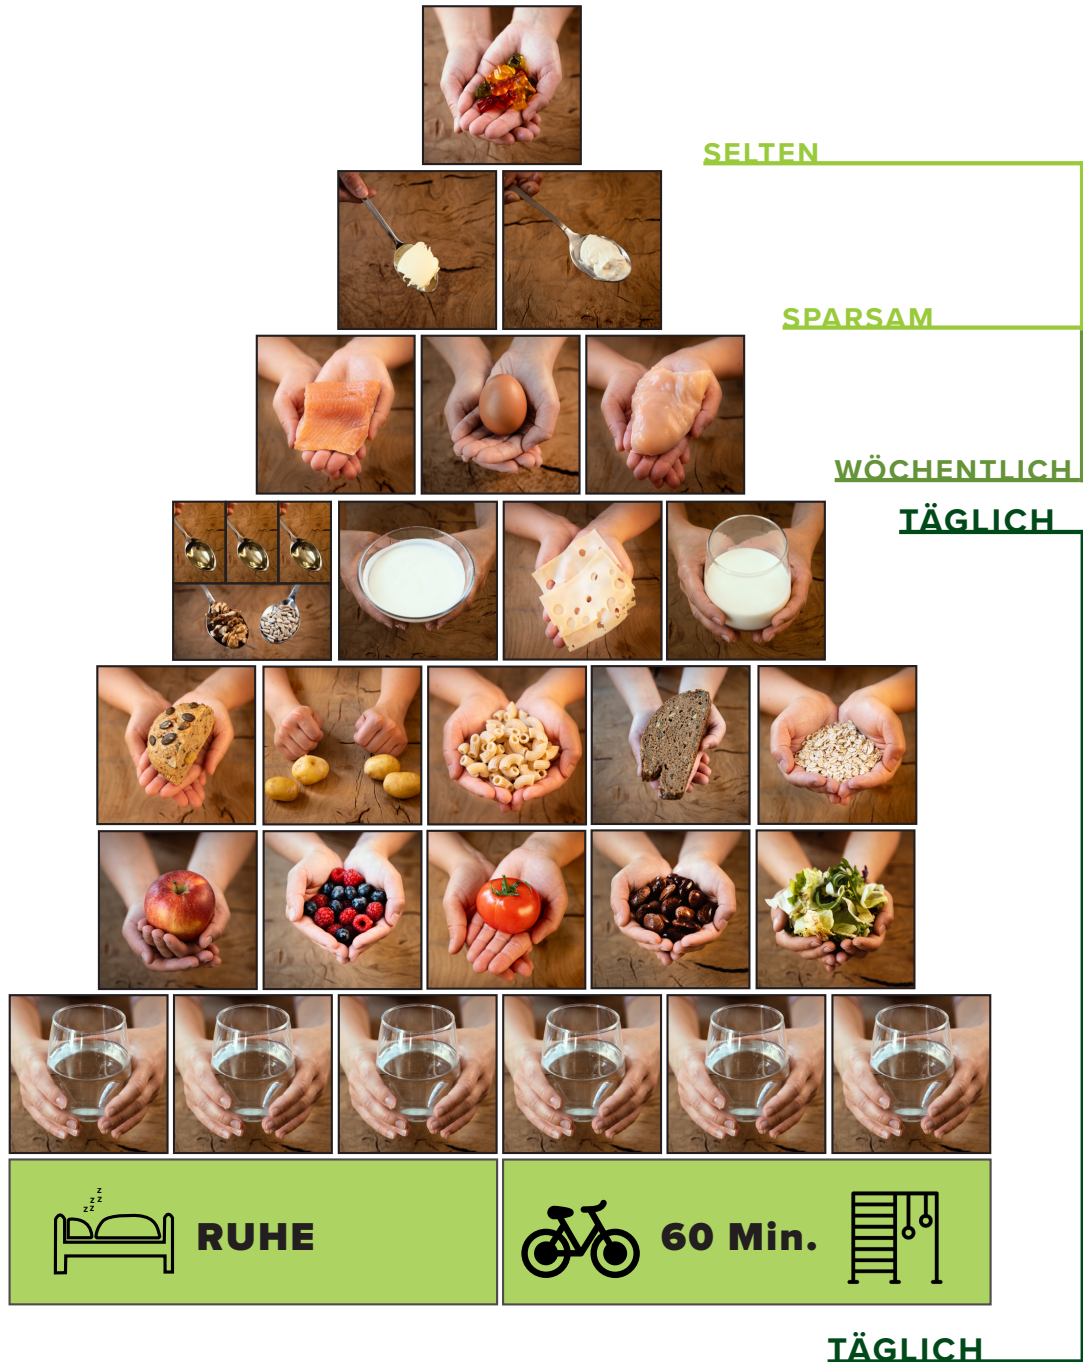 SELTEN
SPARSAM
WÖCHENTLICH
TÄGLICH
z
z z
z z
RUHE
60 Min.
TÄGLICH